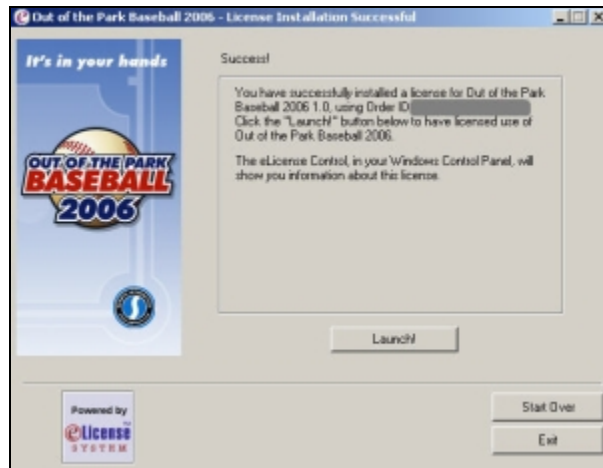 Out of the Park Baseball 2006 - License Installation Successful
It's in your hands
OUT OF THE PARK
BASEBALL
2006
Success!
You have successfully installed a license for Out of the Park
Baseball 2006 1.0, using Order ID
Click the "Launch!" button below to have licensed use of
Out of the Park Baseball 2006.
The eLicense Control, in your Windows Control Panel, will
show you information about this license.
Launch!
Powered by
eLicense
SYSTEM
Start Over
Exit